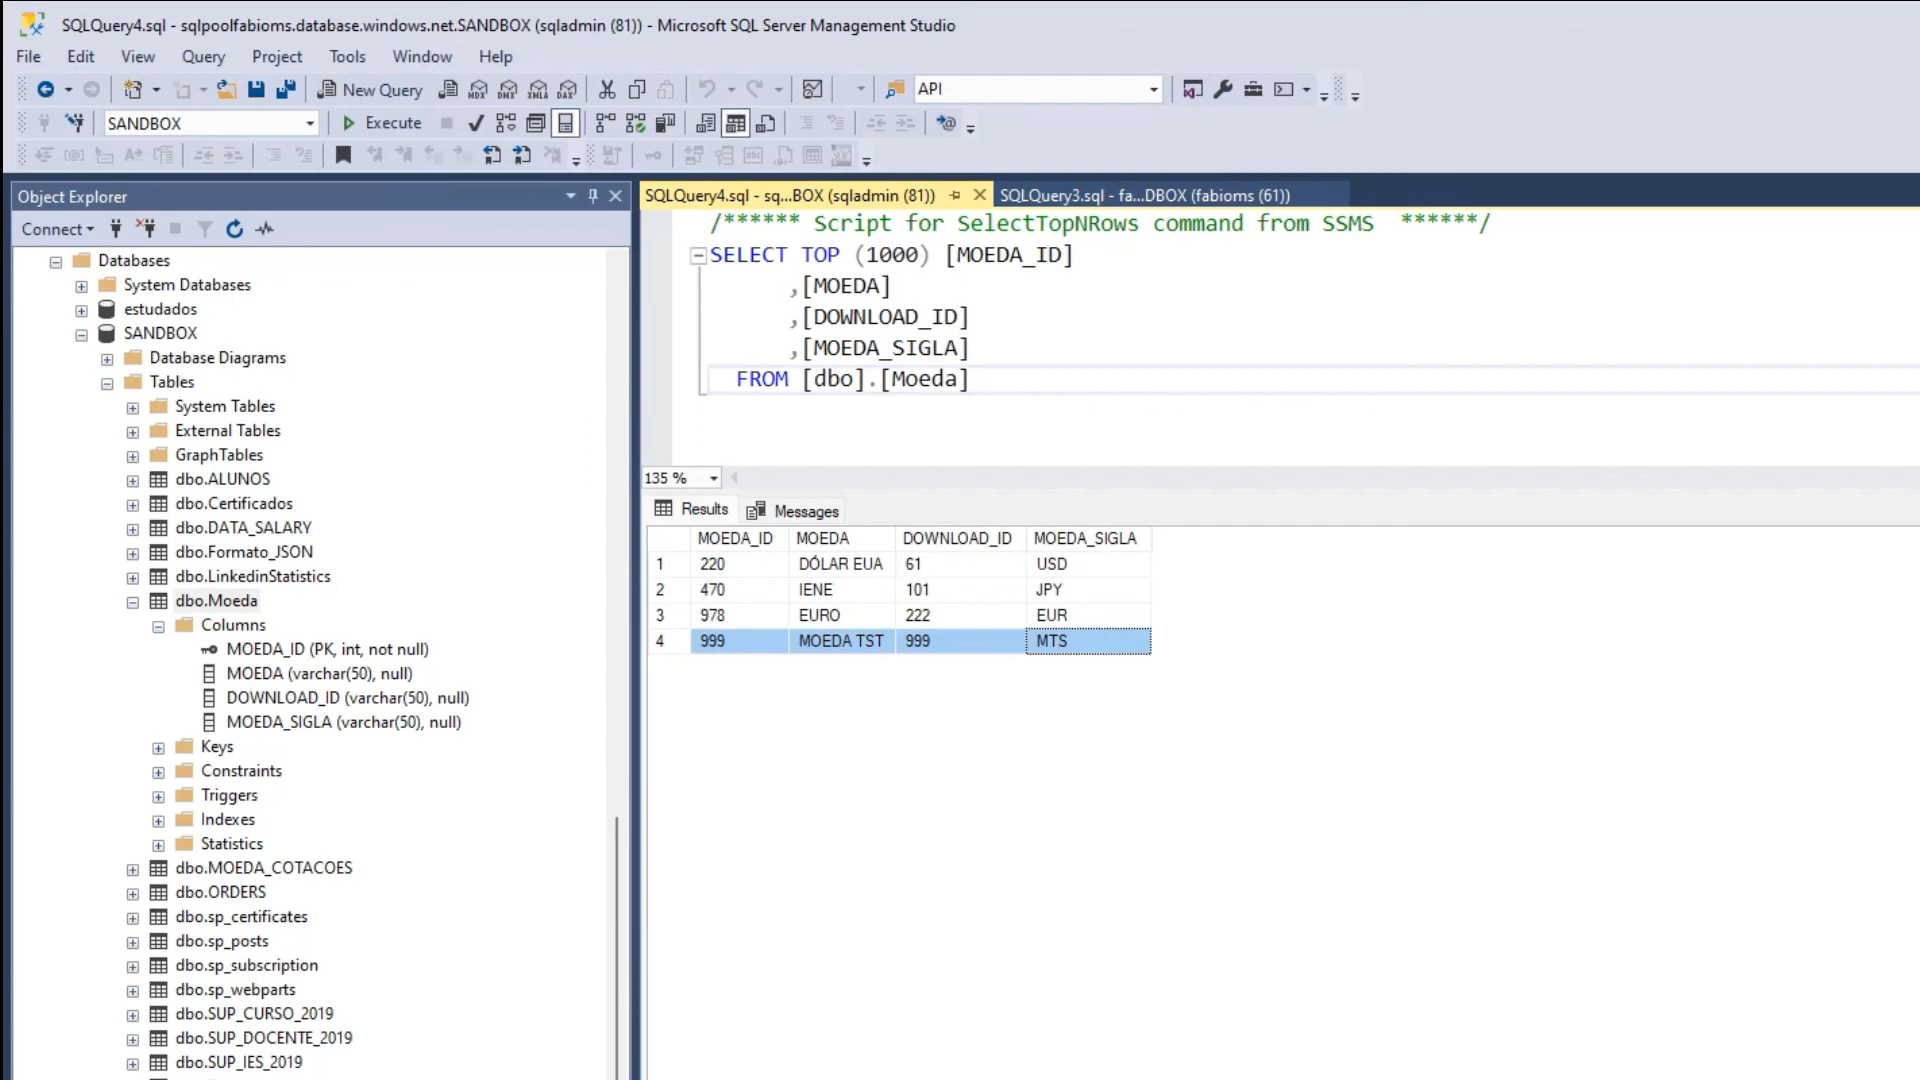 SQLQuery4.sql - sqlpoolfabioms.database.windows.net.SANDBOX (sqladmin (81)) - Microsoft SQL Server Management Studio
File Edit View Query Project Tools Window Help
New Query MDX DMX XMLA DAX API
SANDBOX Execute
Object Explorer
Connect
Databases
System Databases
estudados
SANDBOX
Database Diagrams
Tables
System Tables
External Tables
GraphTables
dbo.ALUNOS
dbo.Certificados
dbo.DATA_SALARY
dbo.Formato_JSON
dbo.LinkedinStatistics
dbo.Moeda
Columns
MOEDA_ID (PK, int, not null)
MOEDA (varchar(50), null)
DOWNLOAD_ID (varchar(50), null)
MOEDA_SIGLA (varchar(50), null)
Keys
Constraints
Triggers
Indexes
Statistics
dbo.MOEDA_COTACOES
dbo.ORDERS
dbo.sp_certificates
dbo.sp_posts
dbo.sp_subscription
dbo.sp_webparts
dbo.SUP_CURSO_2019
dbo.SUP_DOCENTE_2019
dbo.SUP_IES_2019
SQLQuery4.sql - sq...BOX (sqladmin (81)) SQLQuery3.sql - fa...DBOX (fabioms (61))
/****** Script for SelectTopNRows command from SSMS ******/
SELECT TOP (1000) [MOEDA_ID]
,[MOEDA]
,[DOWNLOAD_ID]
,[MOEDA_SIGLA]
FROM [dbo].[Moeda]
135 %
Results Messages
MOEDA_ID MOEDA DOWNLOAD_ID MOEDA_SIGLA
1 220 DÓLAR EUA 61 USD
2 470 IENE 101 JPY
3 978 EURO 222 EUR
4 999 MOEDA TST 999 MTS